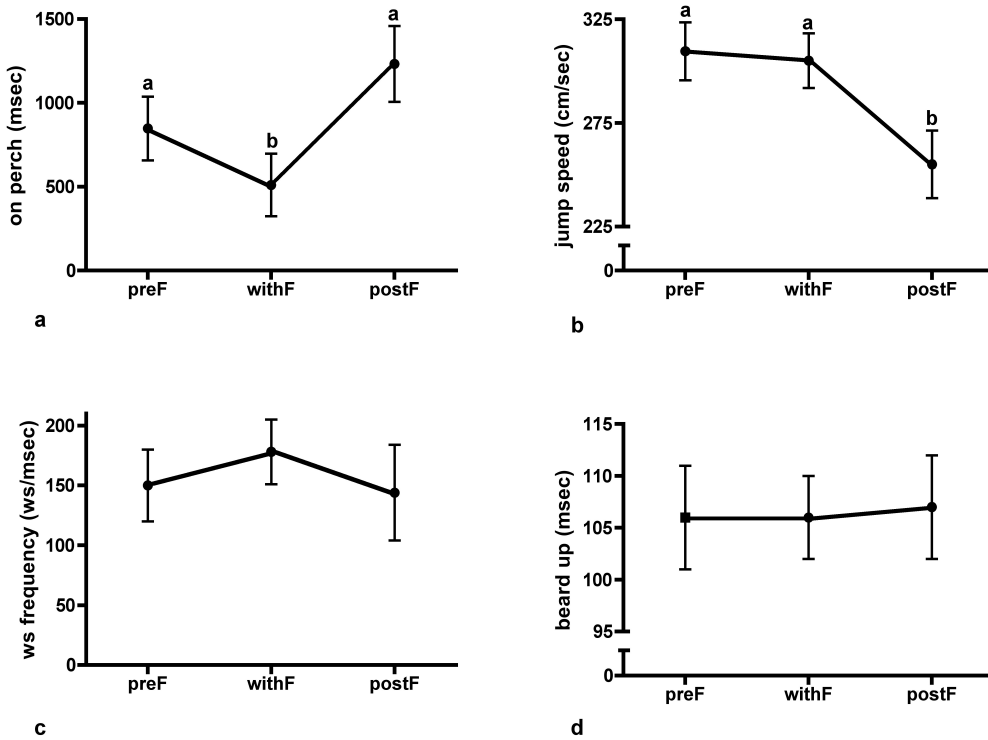 on perch (msec)
1500
1000
500
0
a
b
a
preF withF postF
a
jump speed (cm/sec)
325
275
225
0
a
a
b
preF withF postF
b
ws frequency (ws/msec)
200
150
100
50
0
preF withF postF
c
beard up (msec)
115
110
105
100
95
0
preF withF postF
d